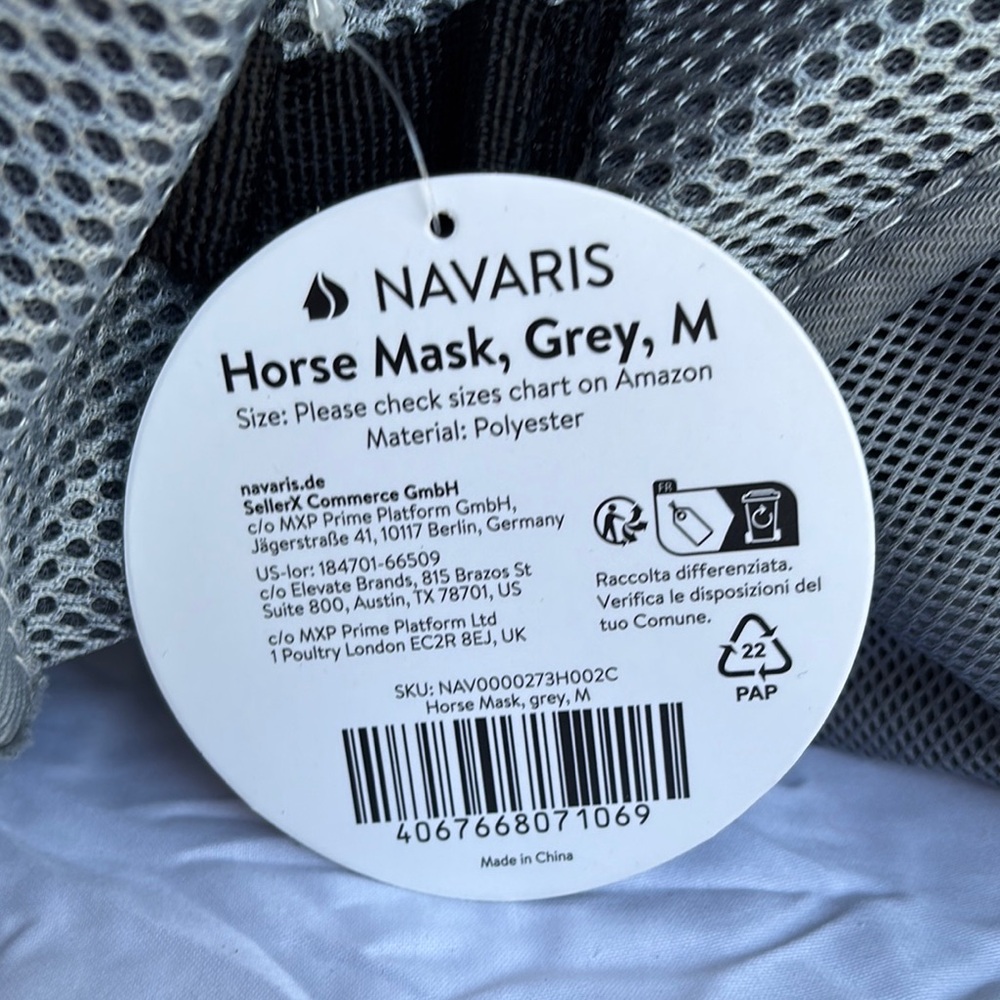 NAVARIS
Horse Mask, Grey, M
Size: Please check sizes chart on Amazon
Material: Polyester
navaris.de
SellerX Commerce GmbH
c/o MXP Prime Platform GmbH,
Jägerstraße 41, 10117 Berlin, Germany
US-Ior: 184701-66509
c/o Elevate Brands, 815 Brazos St
Suite 800, Austin, TX 78701, US
c/o MXP Prime Platform Ltd
1 Poultry London EC2R 8EJ, UK
FR
Raccolta differenziata.
Verifica le disposizioni del
tuo Comune.
22
PAP
SKU: NAV0000273H002C
Horse Mask, grey, M
4067668071069
Made in China